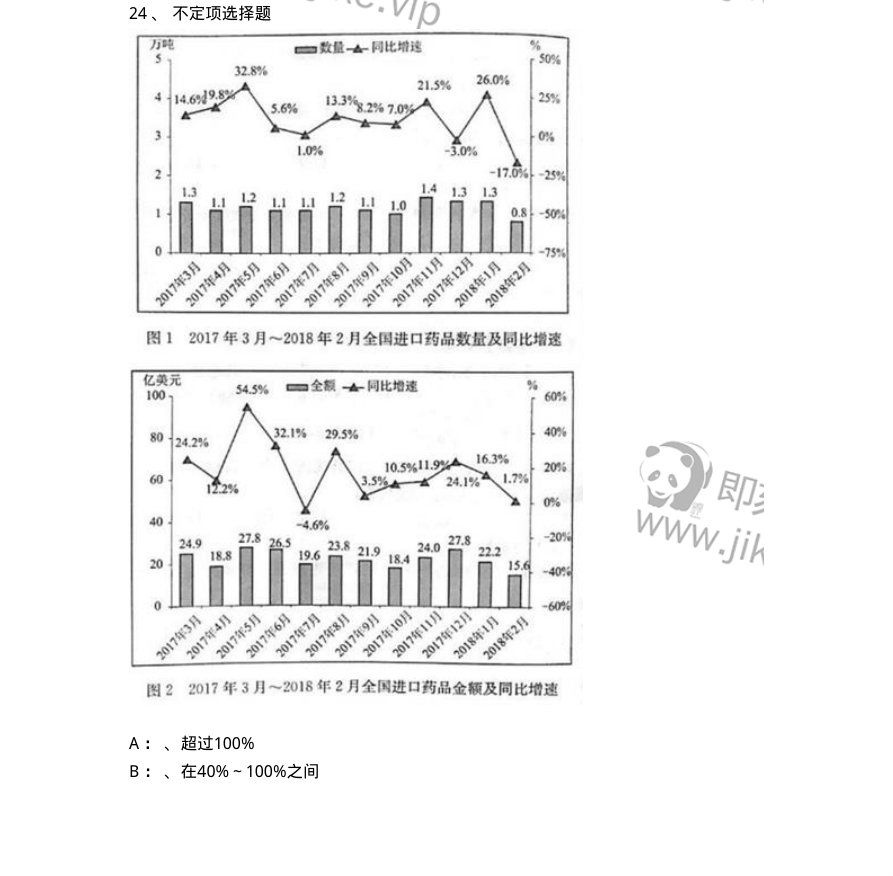 24 、 不定项选择题
万吨 数量 同比增速 %
5 50%
4 25%
3 0%
2 -25%
1 -50%
0 -75%
14.6% 19.8% 32.8% 5.6% 1.0% 13.3% 8.2% 7.0% 21.5% -3.0% 26.0% -17.0%
1.3 1.1 1.2 1.1 1.1 1.2 1.1 1.0 1.4 1.3 1.3 0.8
2017年3月 2017年4月 2017年5月 2017年6月 2017年7月 2017年8月 2017年9月 2017年10月 2017年11月 2017年12月 2018年1月 2018年2月
图 1 2017 年 3 月~2018 年 2 月全国进口药品数量及同比增速
亿美元 金额 同比增速 %
100 60%
80 40%
60 20%
40 0%
20 -20%
0 -40%
-60%
24.2% 12.2% 54.5% 32.1% -4.6% 29.5% 3.5% 10.5% 11.9% 24.1% 16.3% 1.7%
24.9 18.8 27.8 26.5 19.6 23.8 21.9 18.4 24.0 27.8 22.2 15.6
2017年3月 2017年4月 2017年5月 2017年6月 2017年7月 2017年8月 2017年9月 2017年10月 2017年11月 2017年12月 2018年1月 2018年2月
图 2 2017 年 3 月~2018 年 2 月全国进口药品金额及同比增速
即刻
www.jik
A： 、超过100%
B： 、在40%～100%之间